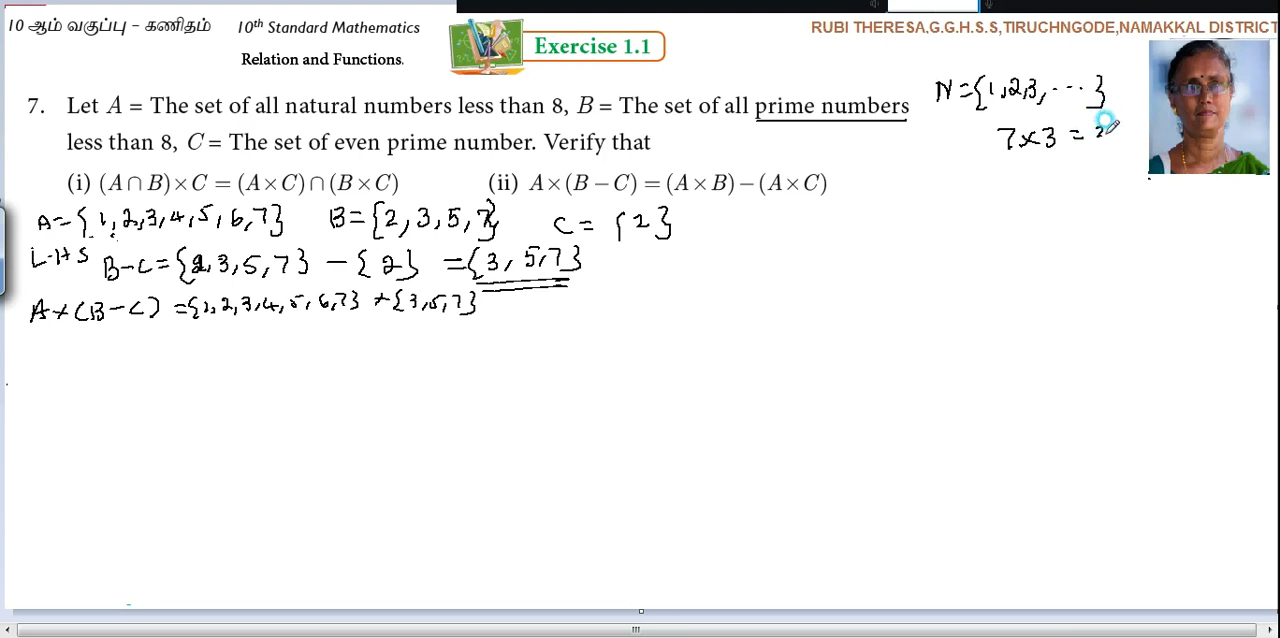 10 ஆம் வகுப்பு – கணிதம் 10th Standard Mathematics
Relation and Functions.
Exercise 1.1
RUBI THERESA,G.G.H.S.S,TIRUCHNGODE,NAMAKKAL DISTRICT
N={1,2,3,...}
7×3 = 2
7. Let A = The set of all natural numbers less than 8, B = The set of all prime numbers
less than 8, C = The set of even prime number. Verify that
(i) (A∩B)×C = (A×C)∩(B×C) (ii) A×(B−C) = (A×B)−(A×C)
A={1,2,3,4,5,6,7} B={2,3,5,7} C={2}
L.H.S B−C={2,3,5,7} −{2} ={3,5,7}
A×(B−C) ={1,2,3,4,5,6,7} ×{3,5,7}